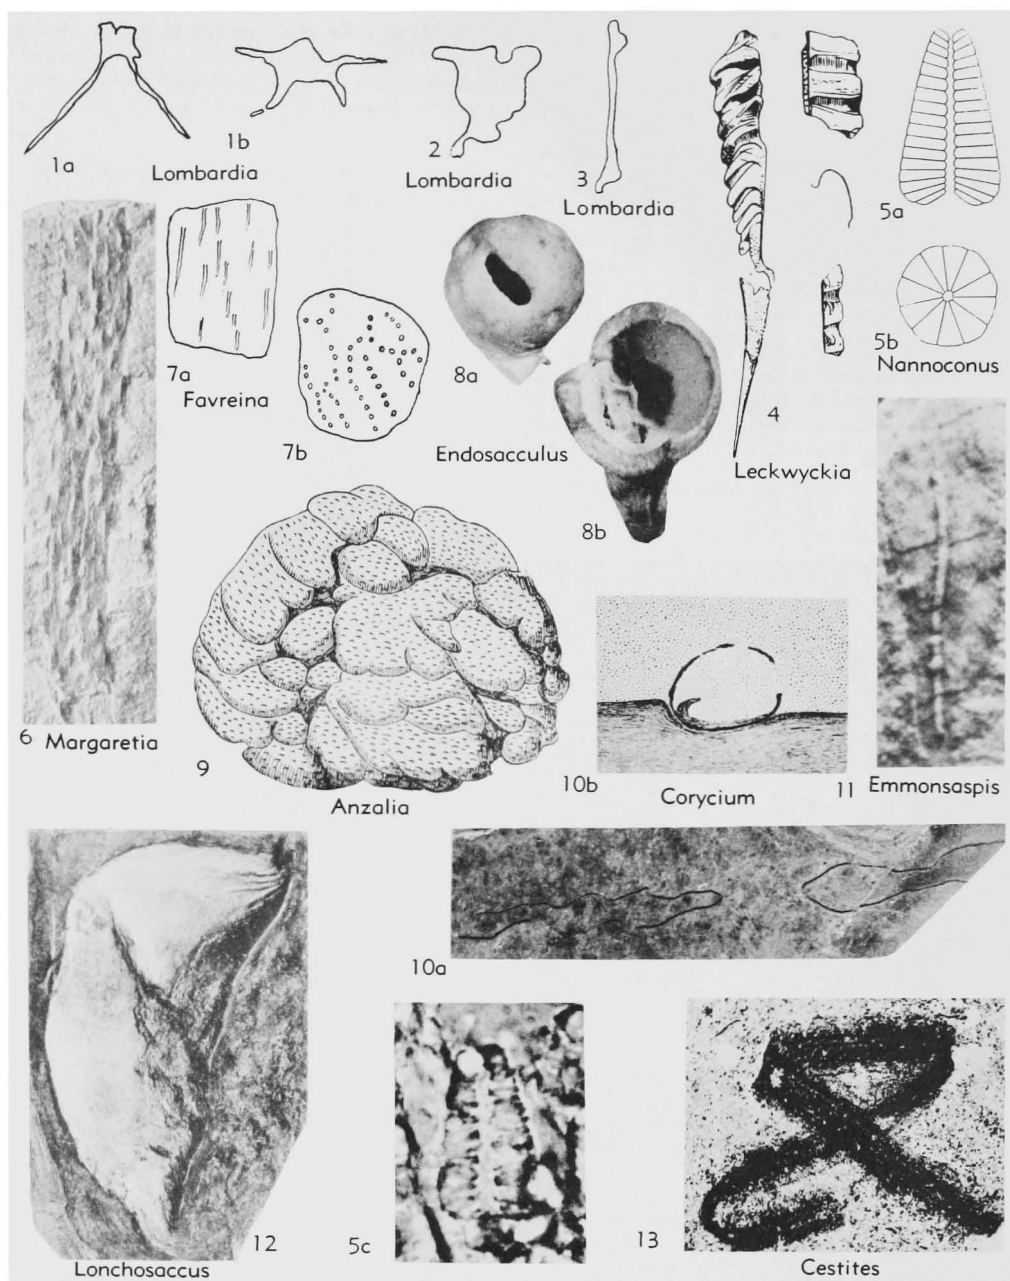 1a
1b
Lombardia
2
Lombardia
3
Lombardia
4
Leckwyckia
5a
5b
Nannoconus
6 Margaretia
7a
Favreina
7b
8a
Endosacculus
8b
9
Anzalia
10b
Corycium
11
Emmonsaspis
10a
12
Lonchosaccus
5c
13
Cestites